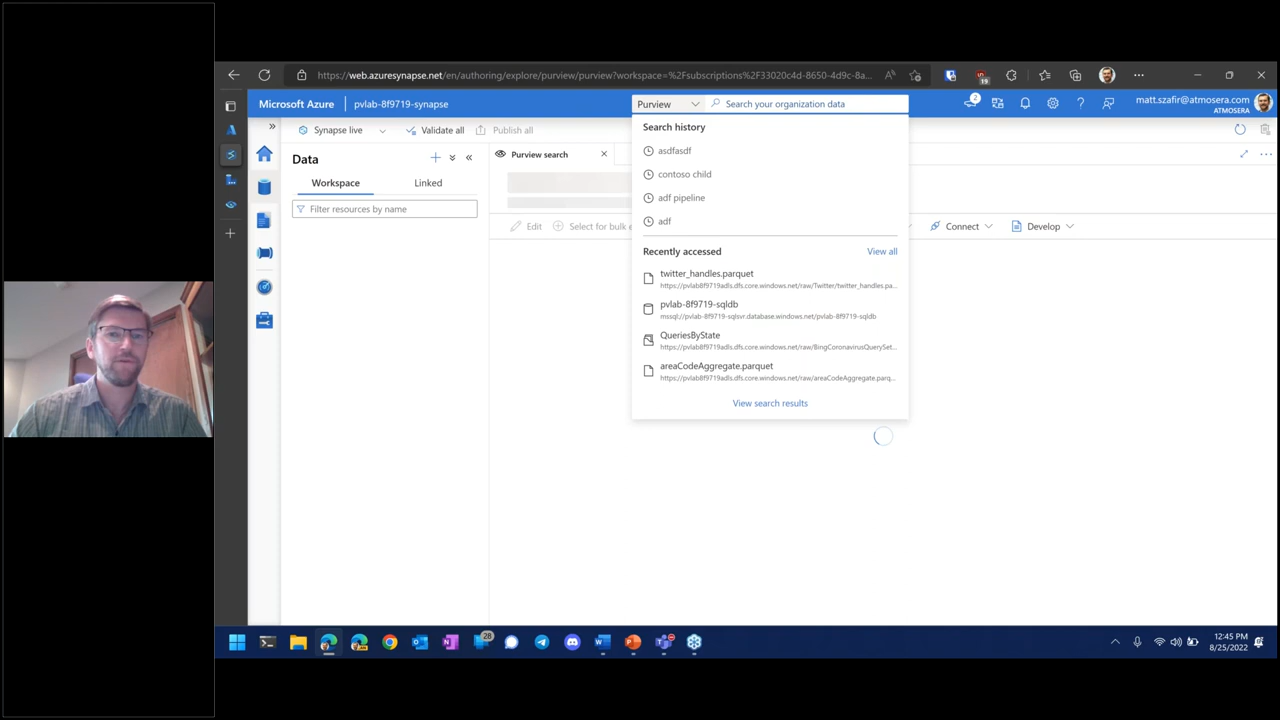 https://web.azuresynapse.net/en/authoring/explore/purview/purview?workspace=%2Fsubscriptions%2F33020c4d-8650-4d9c-8a...
19
Microsoft Azure
pvlab-8f9719-synapse
Purview
Search your organization data
2
matt.szafir@atmosera.com
ATMOSERA
Synapse live
Validate all
Publish all
Search history
Data
Purview search
asdfasdf
contoso child
Workspace
Linked
adf pipeline
Filter resources by name
adf
Edit
Select for bulk e
Connect
Develop
Recently accessed
View all
twitter_handles.parquet
https://pvlab8f9719adls.dfs.core.windows.net/raw/Twitter/twitter_handles.pa...
pvlab-8f9719-sqldb
mssql://pvlab-8f9719-sqlsvr.database.windows.net/pvlab-8f9719-sqldb
QueriesByState
https://pvlab8f9719adls.dfs.core.windows.net/raw/BingCoronavirusQuerySet...
areaCodeAggregate.parquet
https://pvlab8f9719adls.dfs.core.windows.net/raw/areaCodeAggregate.parq...
View search results
28
12:45 PM
8/25/2022